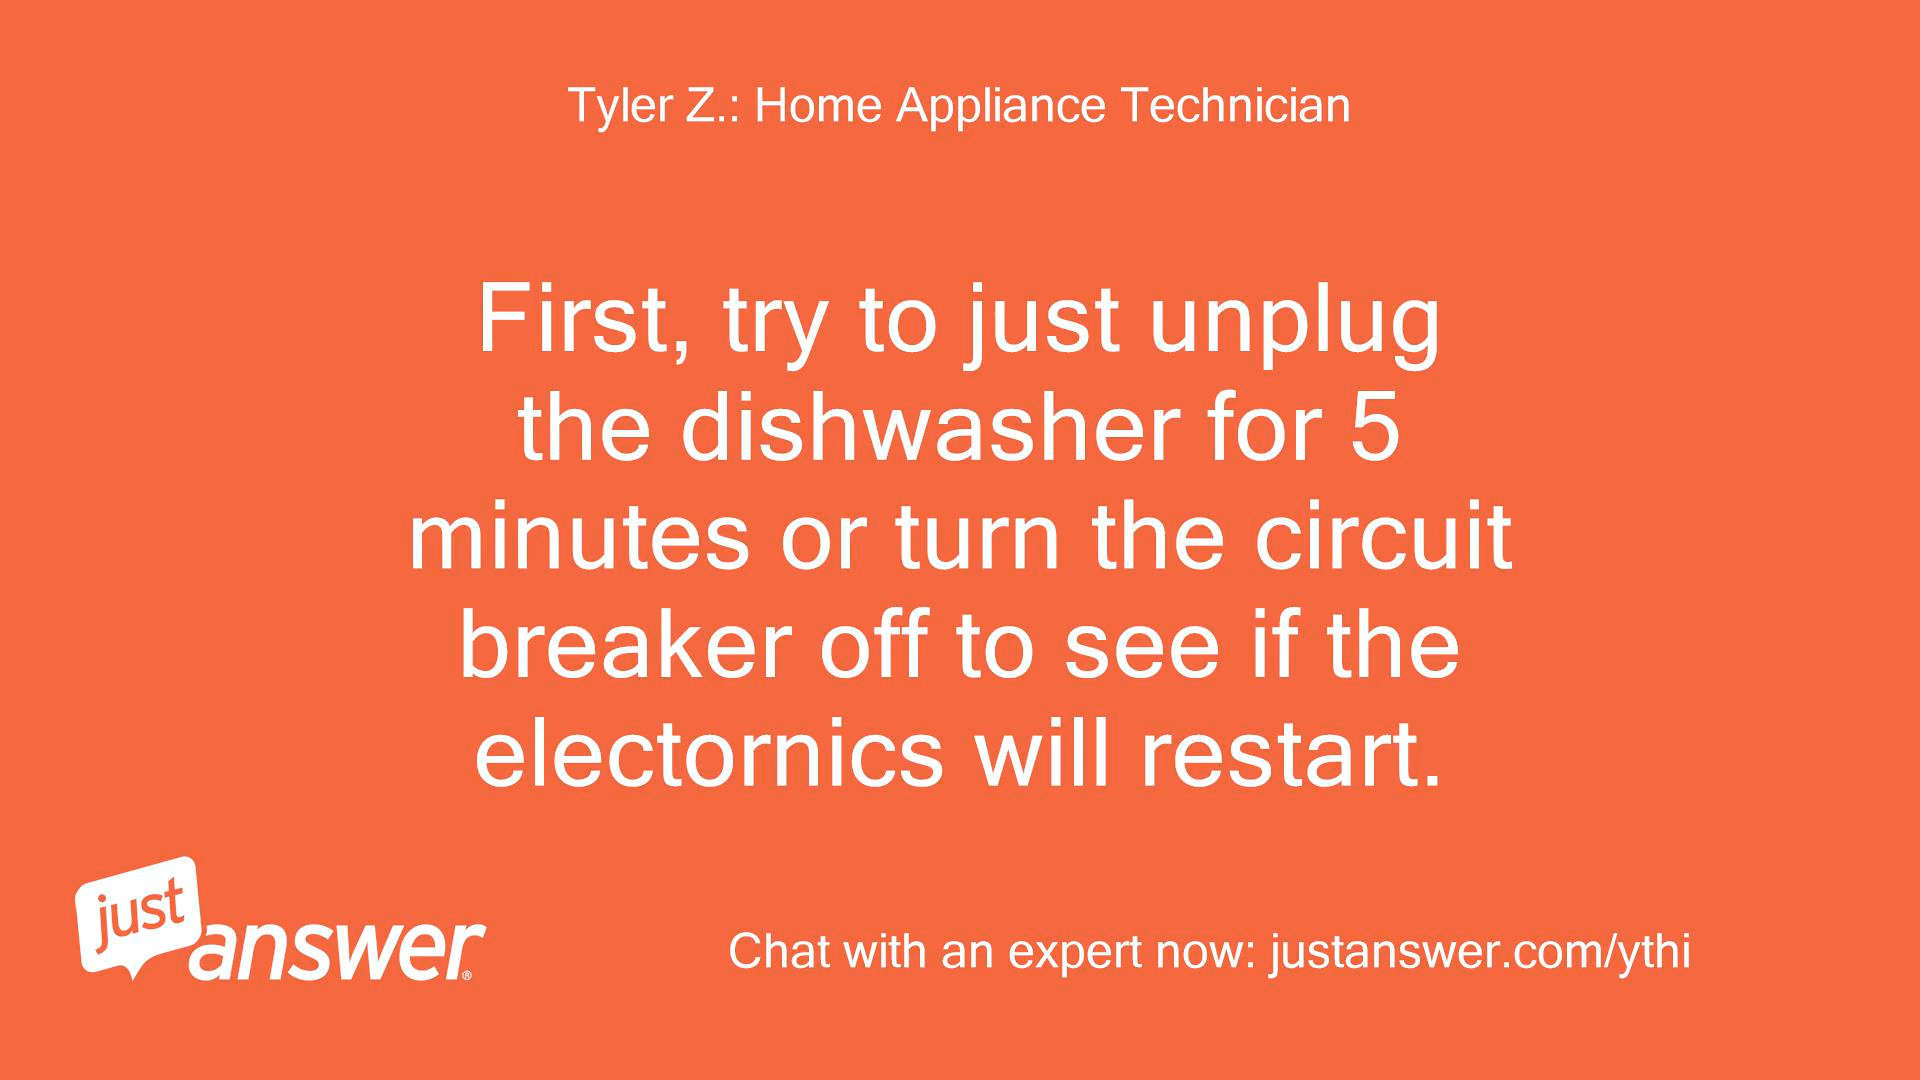 Tyler Z.: Home Appliance Technician
First, try to just unplug
the dishwasher for 5
minutes or turn the circuit
breaker off to see if the
electornics will restart.
just
answer®
Chat with an expert now: justanswer.com/ythi